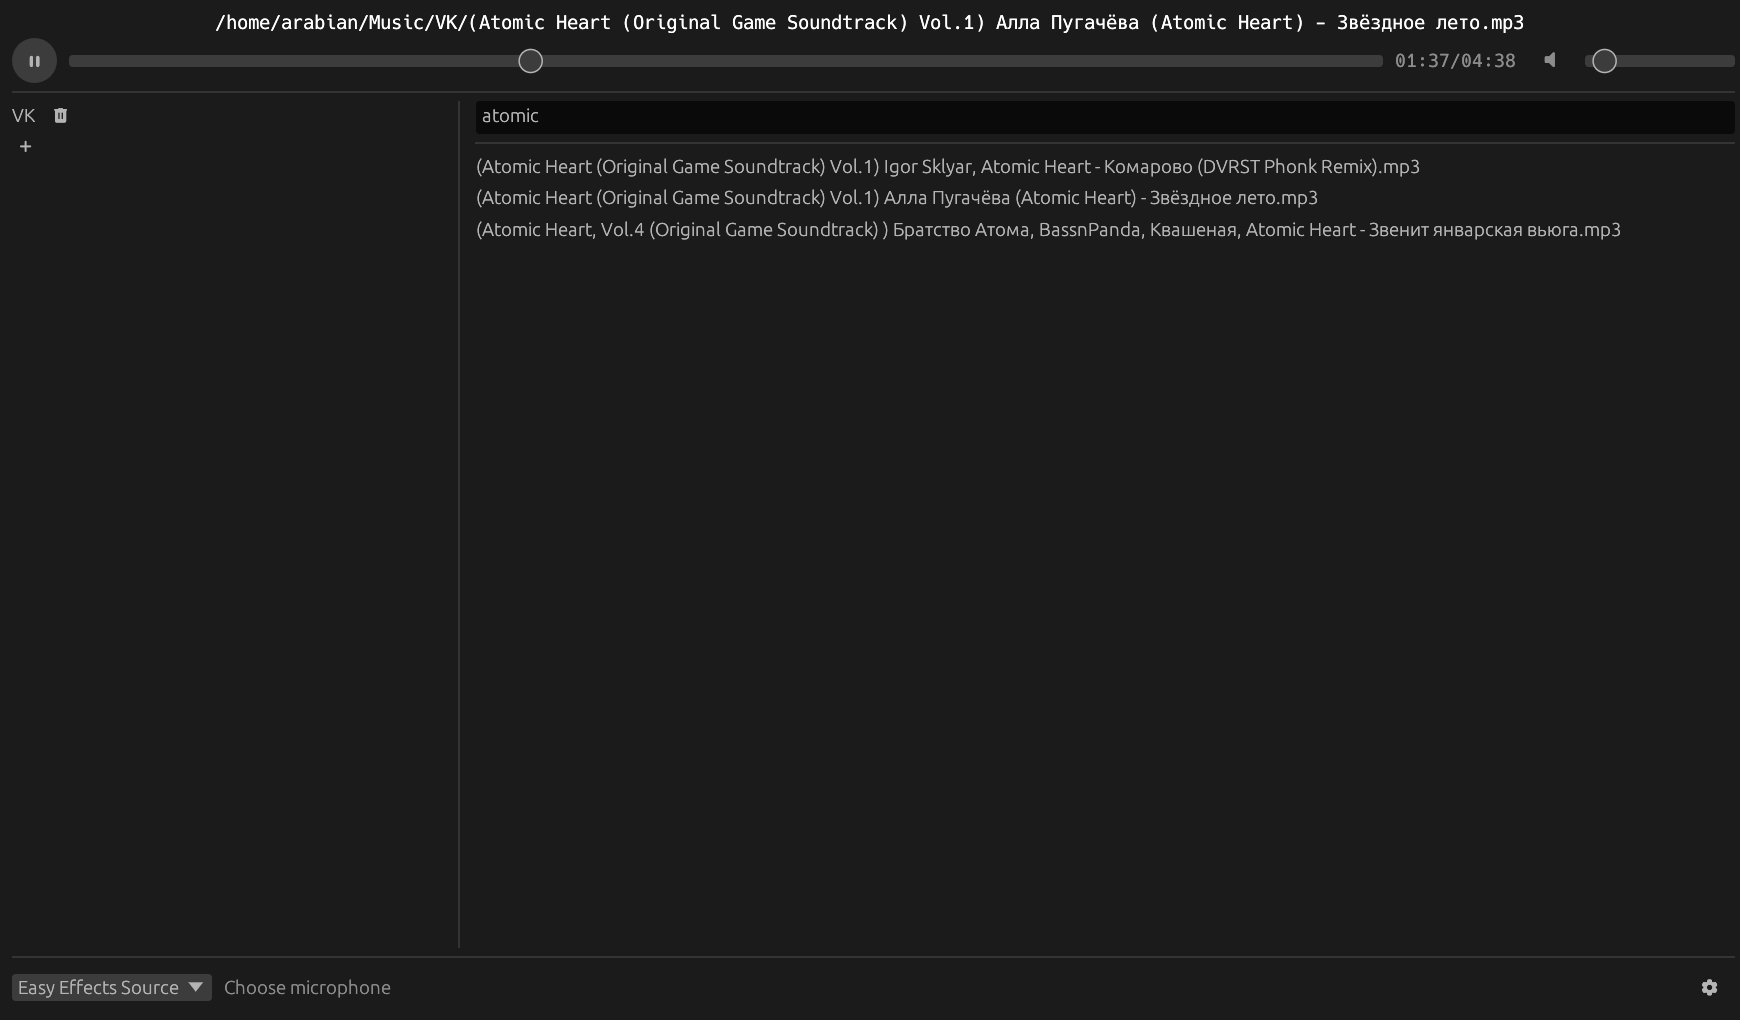 /home/arabian/Music/VK/(Atomic Heart (Original Game Soundtrack) Vol.1) Алла Пугачёва (Atomic Heart) - Звёздное лето.mp3
01:37/04:38
VK
+
atomic
(Atomic Heart (Original Game Soundtrack) Vol.1) Igor Sklyar, Atomic Heart - Комарово (DVRST Phonk Remix).mp3
(Atomic Heart (Original Game Soundtrack) Vol.1) Алла Пугачёва (Atomic Heart) - Звёздное лето.mp3
(Atomic Heart, Vol.4 (Original Game Soundtrack) ) Братство Атома, BassnPanda, Квашеная, Atomic Heart - Звенит январская вьюга.mp3
Easy Effects Source Choose microphone